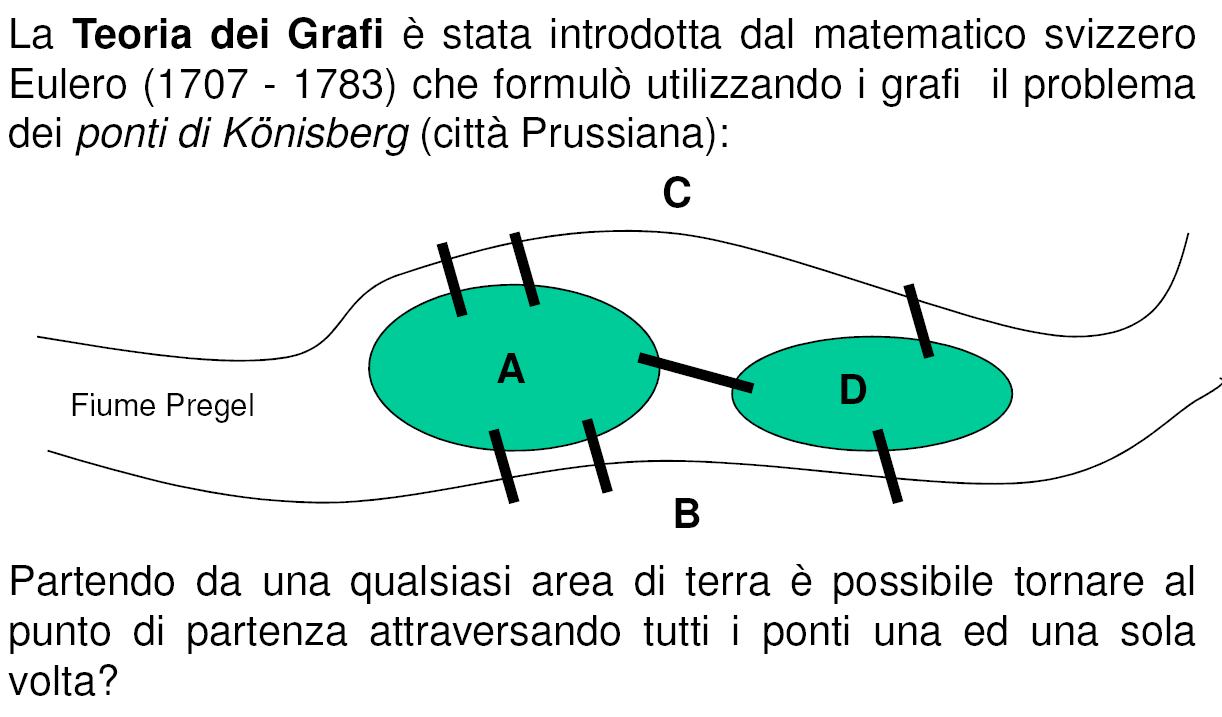 La Teoria dei Grafi è stata introdotta dal matematico svizzero
Eulero (1707 - 1783) che formulò utilizzando i grafi il problema
dei ponti di Könisberg (città Prussiana):
C
A
D
Fiume Pregel
B
Partendo da una qualsiasi area di terra è possibile tornare al
punto di partenza attraversando tutti i ponti una ed una sola
volta?